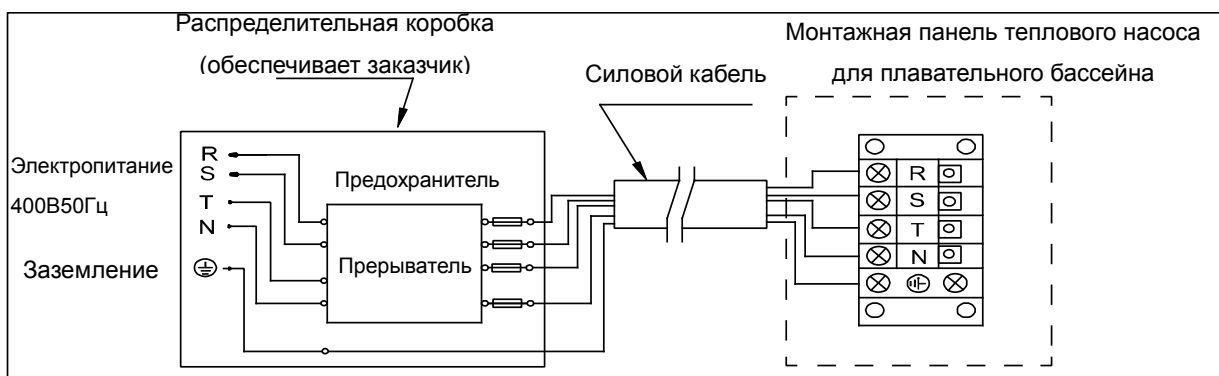 Распределительная коробка
(обеспечивает заказчик)
Силовой кабель
Монтажная панель теплового насоса
для плавательного бассейна
Электропитание
400В50Гц
Заземление
R
S
T
N
Предохранитель
Прерыватель
R
S
T
N